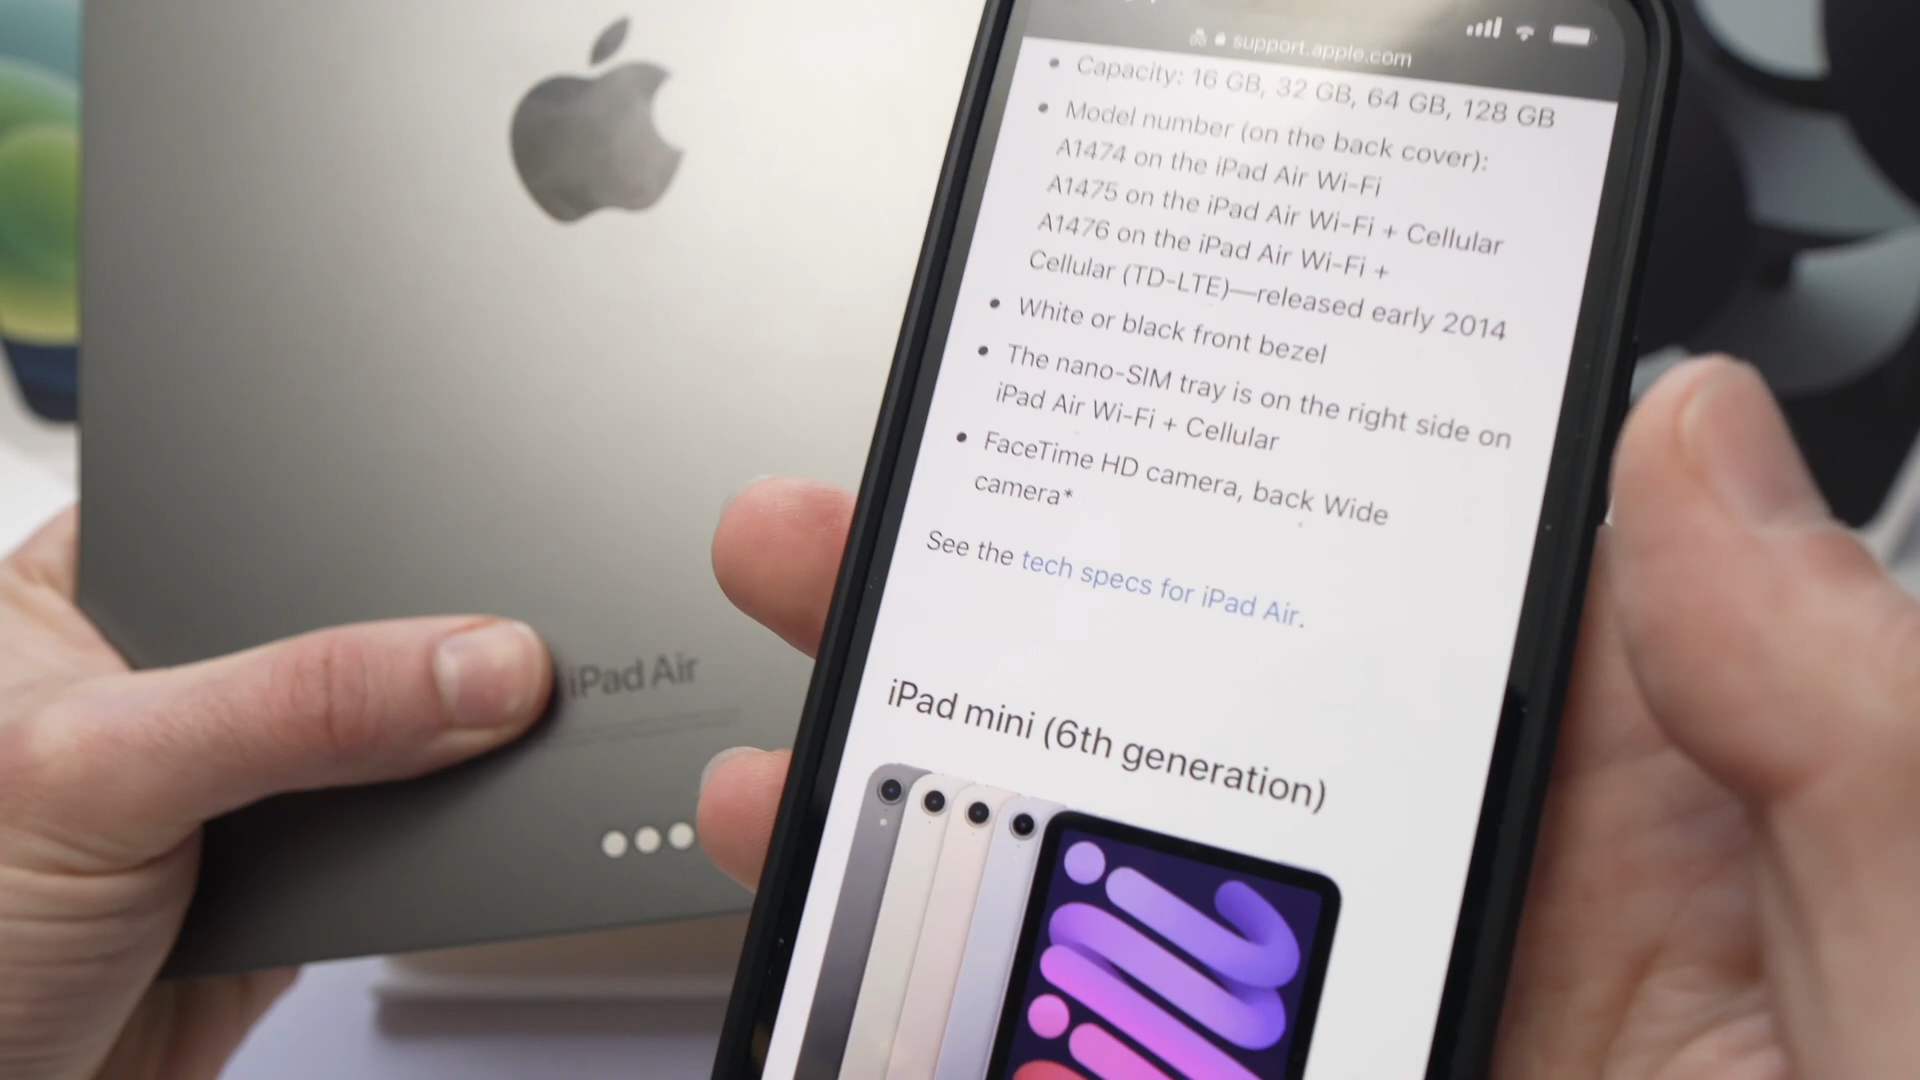 support.apple.com
Capacity: 16 GB, 32 GB, 64 GB, 128 GB
Model number (on the back cover):
A1474 on the iPad Air Wi-Fi
A1475 on the iPad Air Wi-Fi + Cellular
A1476 on the iPad Air Wi-Fi +
Cellular (TD-LTE)—released early 2014
White or black front bezel
The nano-SIM tray is on the right side on
iPad Air Wi-Fi + Cellular
FaceTime HD camera, back Wide
camera*
See the tech specs for iPad Air.
iPad mini (6th generation)
iPad Air